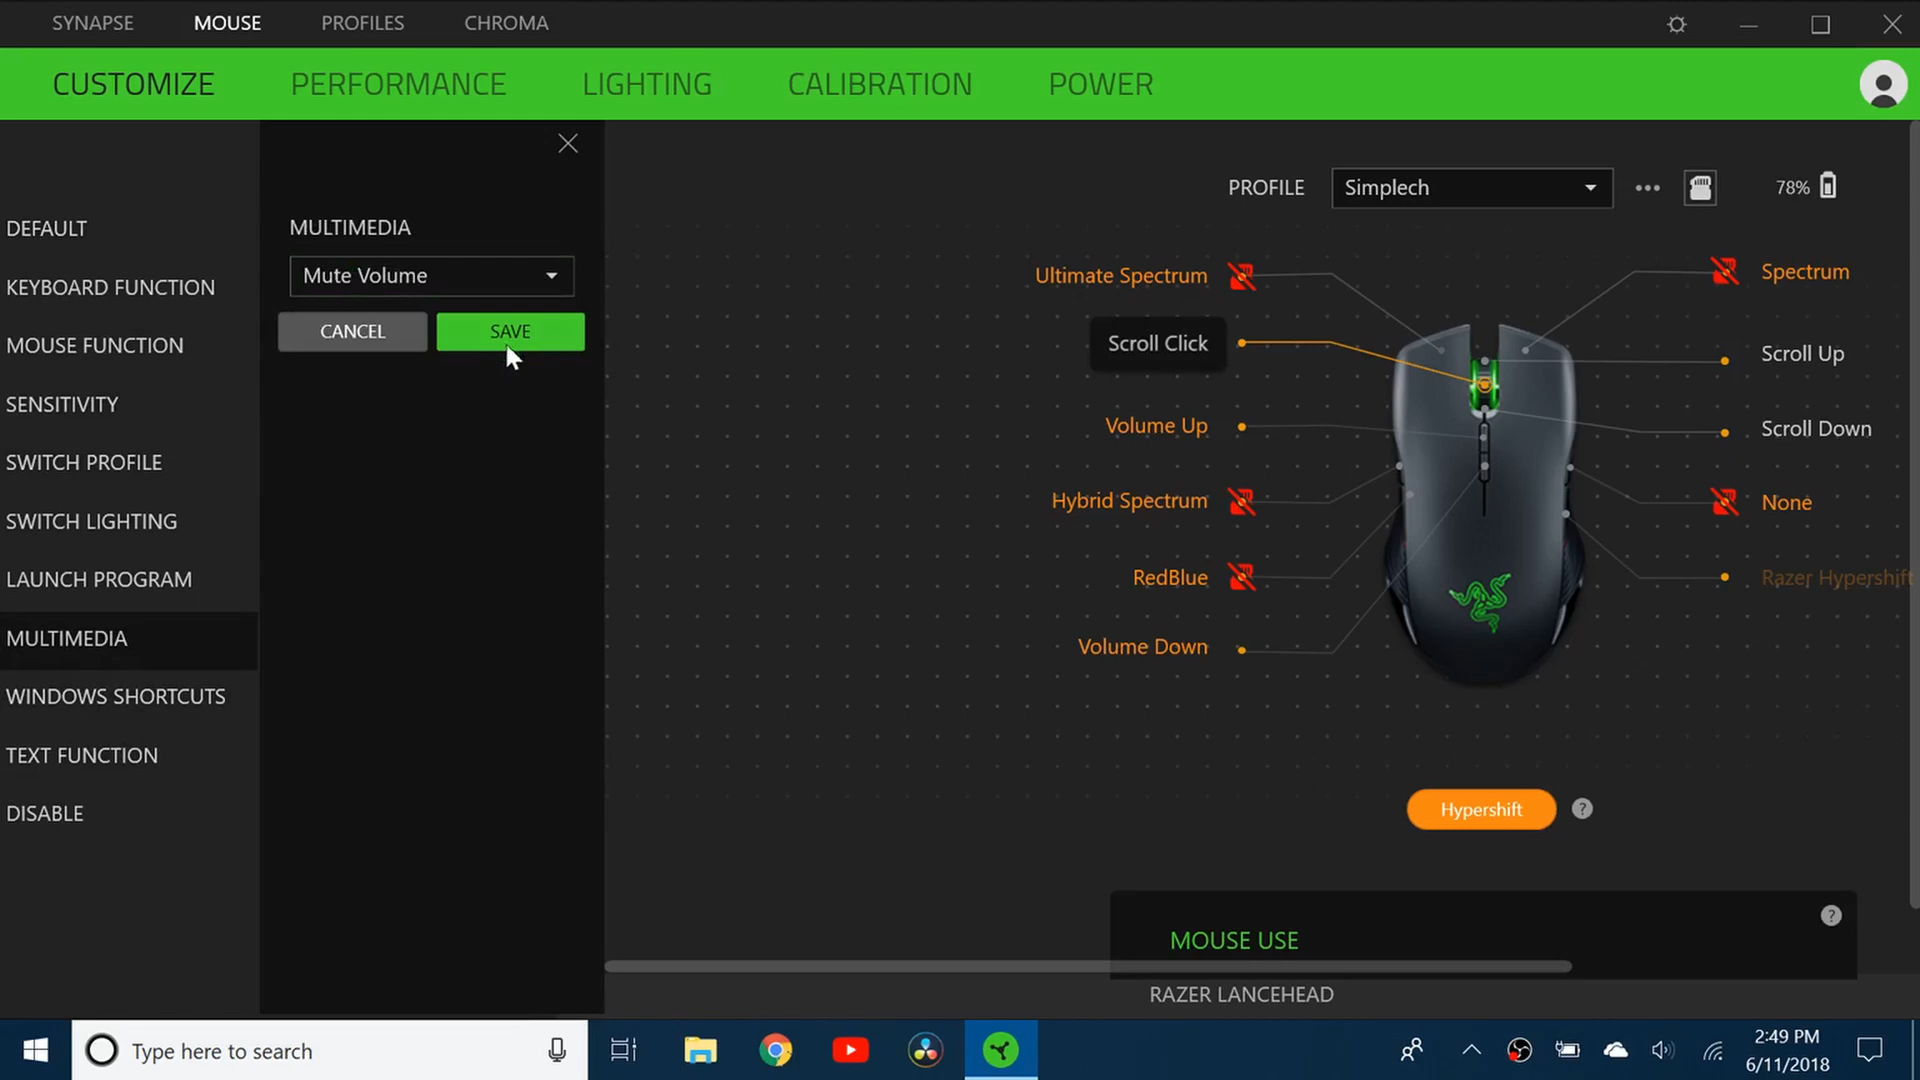 SYNAPSE MOUSE PROFILES CHROMA
CUSTOMIZE PERFORMANCE LIGHTING CALIBRATION POWER
DEFAULT
KEYBOARD FUNCTION
MOUSE FUNCTION
SENSITIVITY
SWITCH PROFILE
SWITCH LIGHTING
LAUNCH PROGRAM
MULTIMEDIA
WINDOWS SHORTCUTS
TEXT FUNCTION
DISABLE
MULTIMEDIA
Mute Volume
CANCEL SAVE
PROFILE Simplech 78%
Ultimate Spectrum
Scroll Click
Volume Up
Hybrid Spectrum
RedBlue
Volume Down
Spectrum
Scroll Up
Scroll Down
None
Razer Hypershift
Hypershift ?
?
MOUSE USE
RAZER LANCEHEAD
Type here to search
2:49 PM
6/11/2018